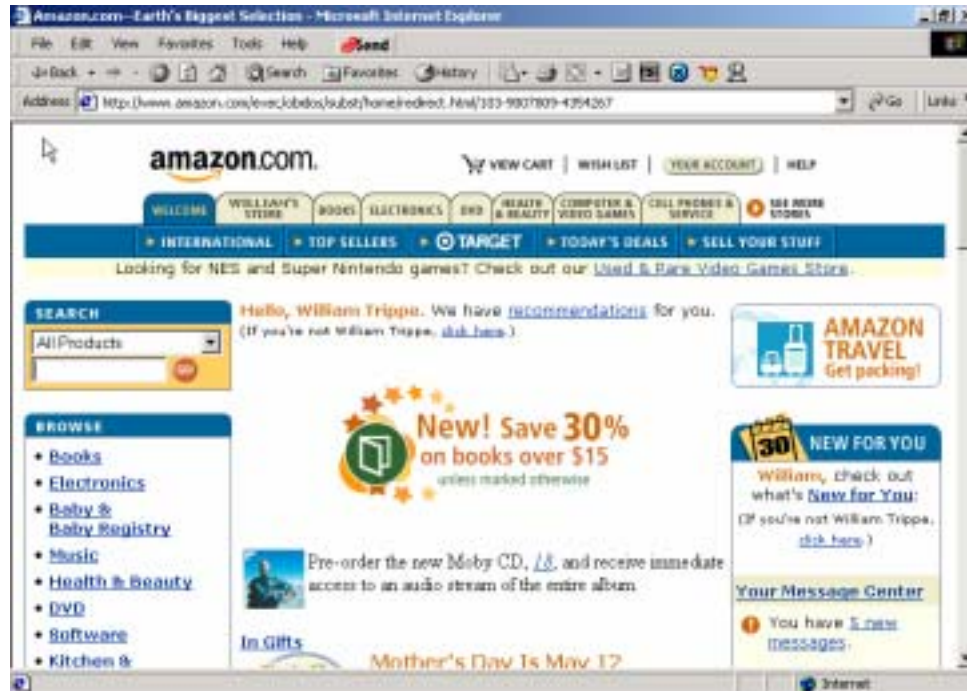 Amazon.com--Earth's Biggest Selection - Microsoft Internet Explorer
File Edit View Favorites Tools Help Send
Back Search Favorites History
Address http://www.amazon.com/exec/obidos/subst/home/redirect.html/ Go Links
amazon.com.
VIEW CART | WISH LIST | YOUR ACCOUNT | HELP
WELCOME WILLIAM'S STORE BOOKS ELECTRONICS DVD HEALTH & BEAUTY COMPUTER & VIDEO GAMES CELL PHONES & SERVICE SEE MORE STORES
INTERNATIONAL TOP SELLERS TARGET TODAY'S DEALS SELL YOUR STUFF
Looking for NES and Super Nintendo games? Check out our Used & Rare Video Games Store.
SEARCH
All Products
GO!
BROWSE
• Books
• Electronics
• Baby &
Baby Registry
• Music
• Health & Beauty
• DVD
• Software
• Kitchen &
Hello, William Trippe. We have recommendations for you.
(If you're not William Trippe, click here.)
New! Save 30%
on books over $15
unless marked otherwise
Pre-order the new Moby CD, 18, and receive immediate
access to an audio stream of the entire album.
In Gifts
Mother's Day Is May 12
AMAZON
TRAVEL
Get packing!
30 NEW FOR YOU
William, check out
what's New for You:
(If you're not William Trippe,
click here.)
Your Message Center
You have 5 new
messages.
Internet